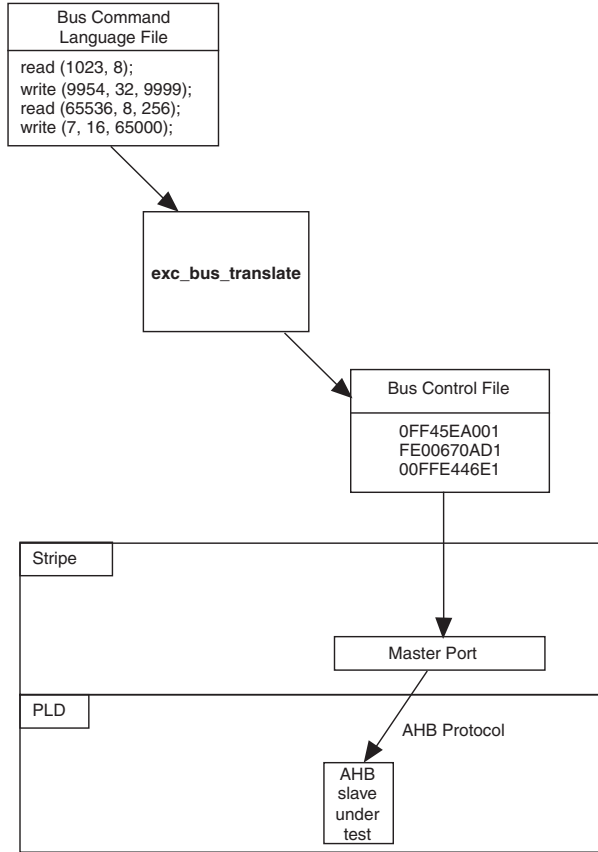 Bus Command
Language File
read (1023, 8);
write (9954, 32, 9999);
read (65536, 8, 256);
write (7, 16, 65000);
exc_bus_translate
Bus Control File
0FF45EA001
FE00670AD1
00FFE446E1
Stripe
Master Port
PLD
AHB Protocol
AHB
slave
under
test